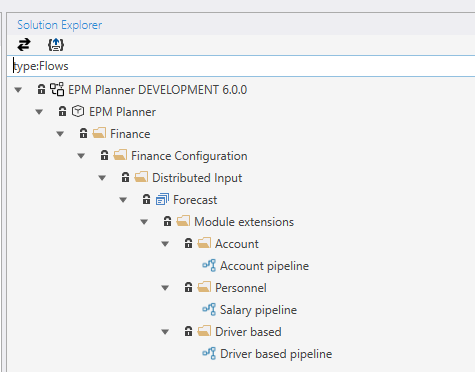 Solution Explorer
type:Flows
EPM Planner DEVELOPMENT 6.0.0
EPM Planner
Finance
Finance Configuration
Distributed Input
Forecast
Module extensions
Account
Account pipeline
Personnel
Salary pipeline
Driver based
Driver based pipeline